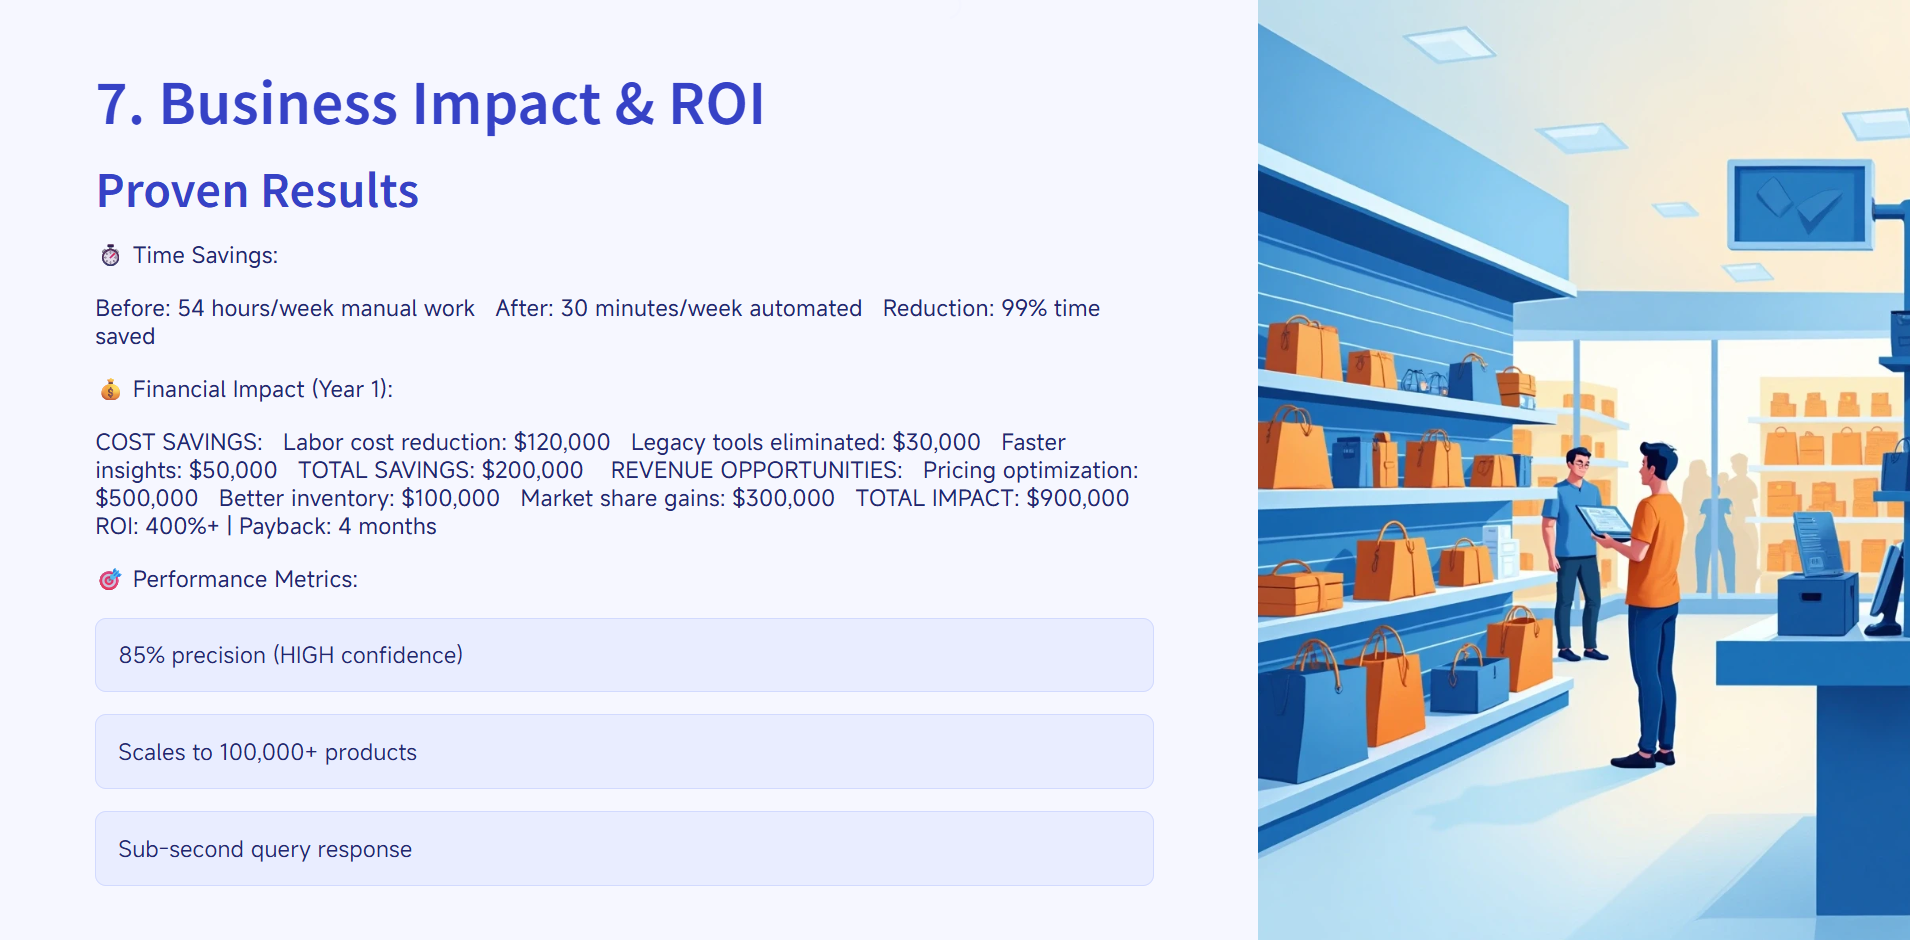 7. Business Impact & ROI
Proven Results
⏱️ Time Savings:
Before: 54 hours/week manual work   After: 30 minutes/week automated   Reduction: 99% time
saved
💰 Financial Impact (Year 1):
COST SAVINGS:   Labor cost reduction: $120,000   Legacy tools eliminated: $30,000   Faster
insights: $50,000   TOTAL SAVINGS: $200,000    REVENUE OPPORTUNITIES:   Pricing optimization:
$500,000   Better inventory: $100,000   Market share gains: $300,000   TOTAL IMPACT: $900,000
ROI: 400%+ | Payback: 4 months
🎯 Performance Metrics:
85% precision (HIGH confidence)
Scales to 100,000+ products
Sub-second query response